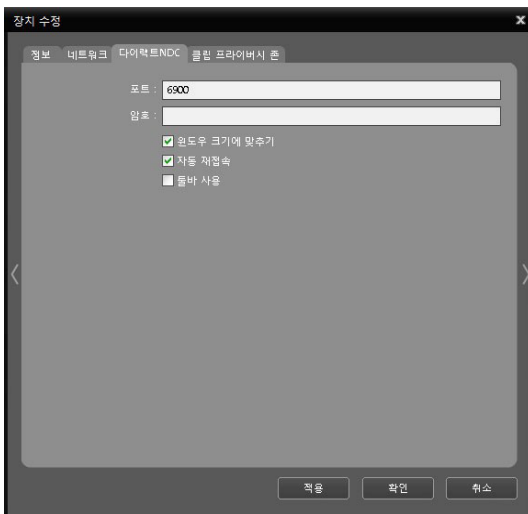 장치 수정
정보 네트워크 다이렉트NDC 클립 프라이버시 존
포트 : 6900
암호 :
윈도우 크기에 맞추기
자동 재접속
툴바 사용
적용 확인 취소